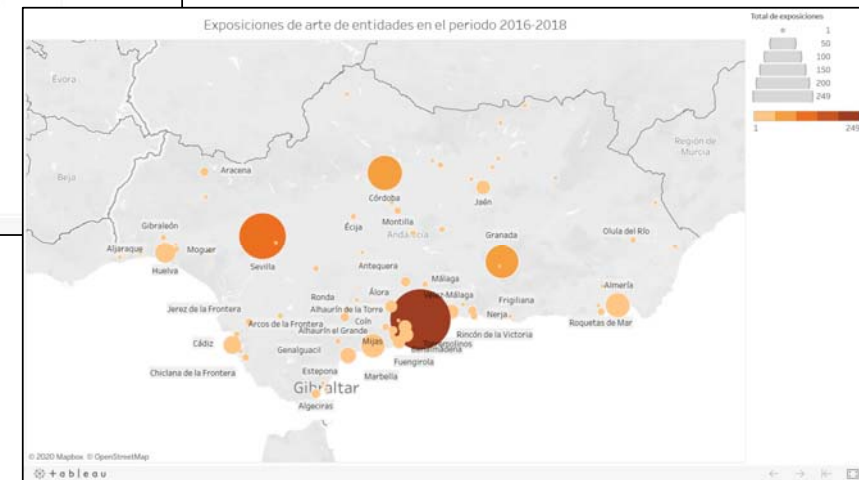 Exposiciones de arte de entidades en el periodo 2016-2018
Total de exposiciones
1
50
100
150
200
249
1
249
Évora
Beja
Región de
Murcia
Aracena
Córdoba
Jaén
Montilla
Écija
Andalucía
Gibraleón
Aljaraque
Moguer
Huelva
Sevilla
Granada
Olula del Río
Antequera
Málaga
Almería
Ronda
Álora
Vélez-Málaga
Frigiliana
Jerez de la Frontera
Alhaurín de la Torre
Nerja
Roquetas de Mar
Arcos de la Frontera
Coín
Alhaurín el Grande
Rincón de la Victoria
Cádiz
Mijas
Torremolinos
Genalguacil
Benalmádena
Fuengirola
Chiclana de la Frontera
Estepona
Marbella
Gibraltar
Algeciras
© 2020 Mapbox © OpenStreetMap
+ a b l e a u